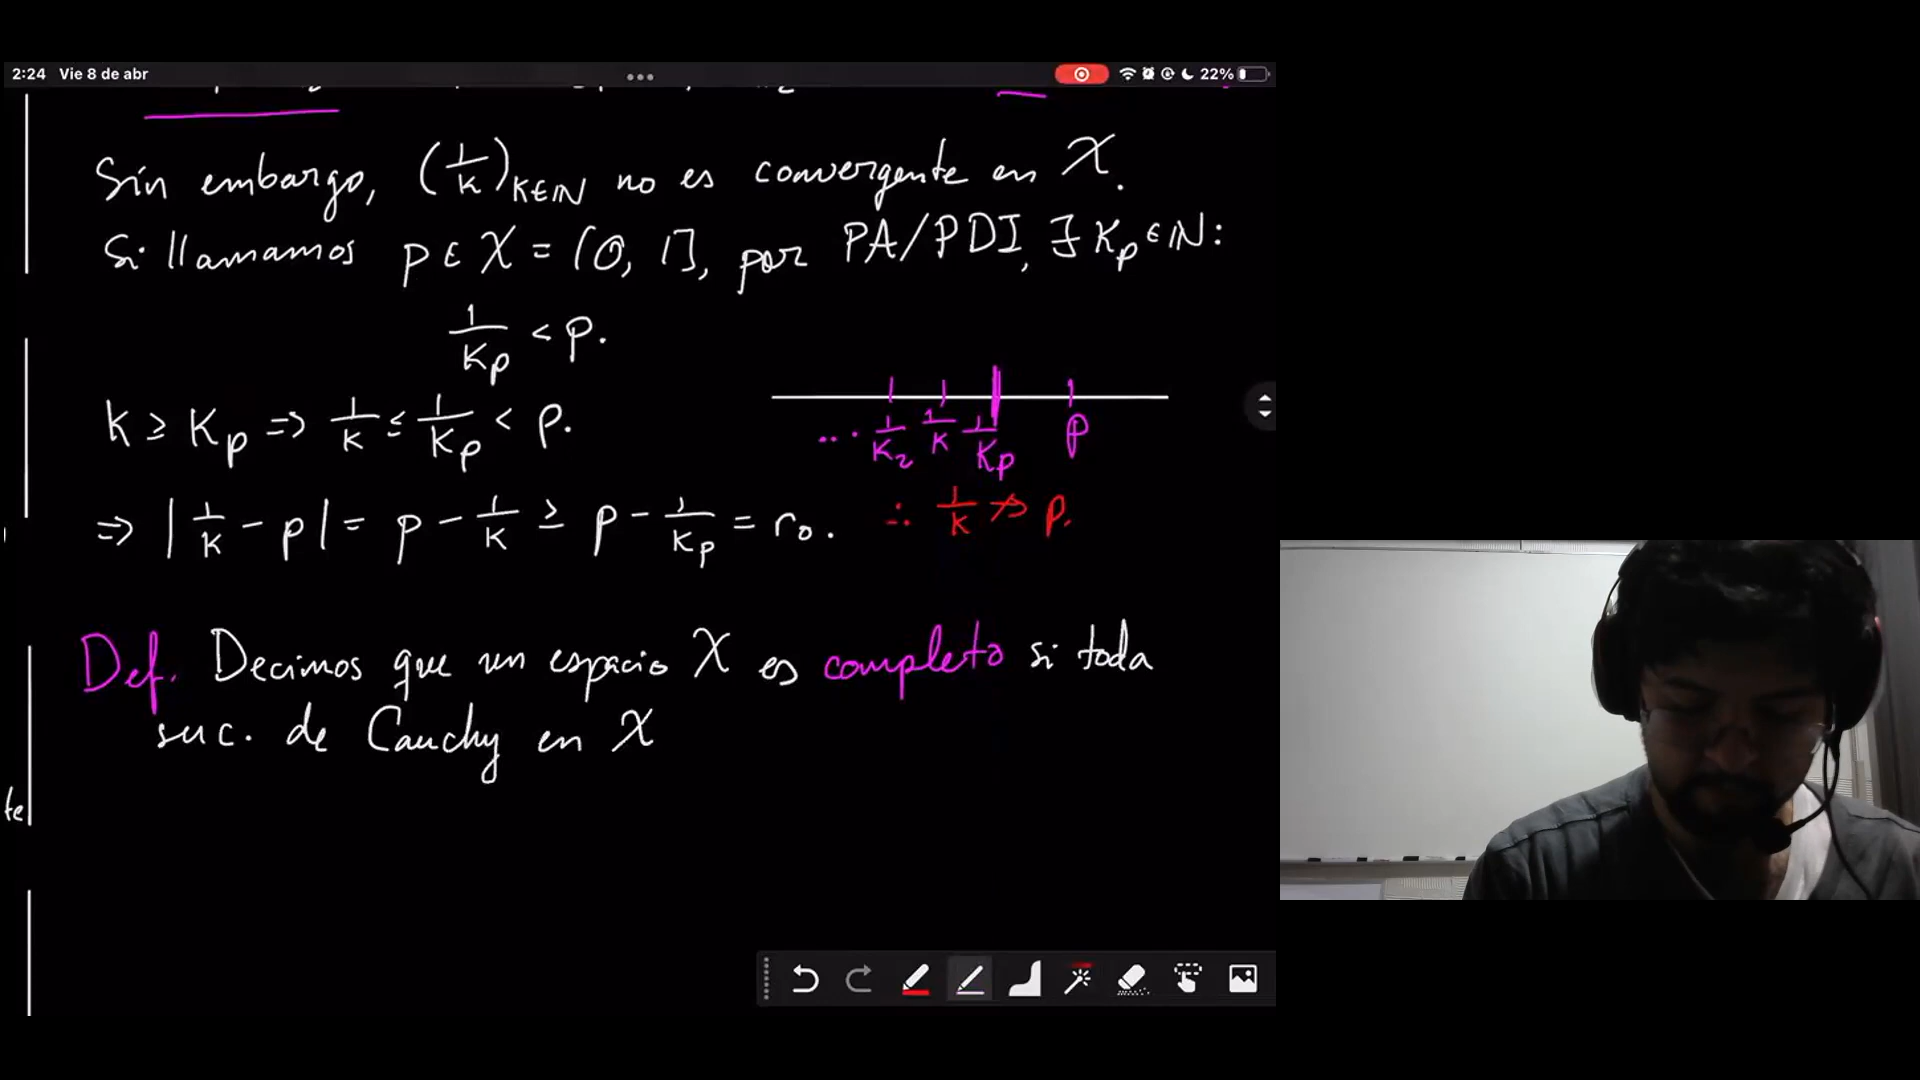 2:24 Vie 8 de abr
22%
Sin embargo, (1/k)k∈ℕ no es convergente en X.
Si llamamos p ∈ X = (0, 1], por PA/PDI, ∃ Kp ∈ ℕ:
1/Kp < p.
k ≥ Kp ⇒ 1/k ≤ 1/Kp < p.
... 1/K₂ 1/k 1/Kp p
⇒ |1/k - p| = p - 1/k ≥ p - 1/Kp = r₀.
∴ 1/k ↛ p.
Def. Decimos que un espacio X es completo si toda
suc. de Cauchy en X
te